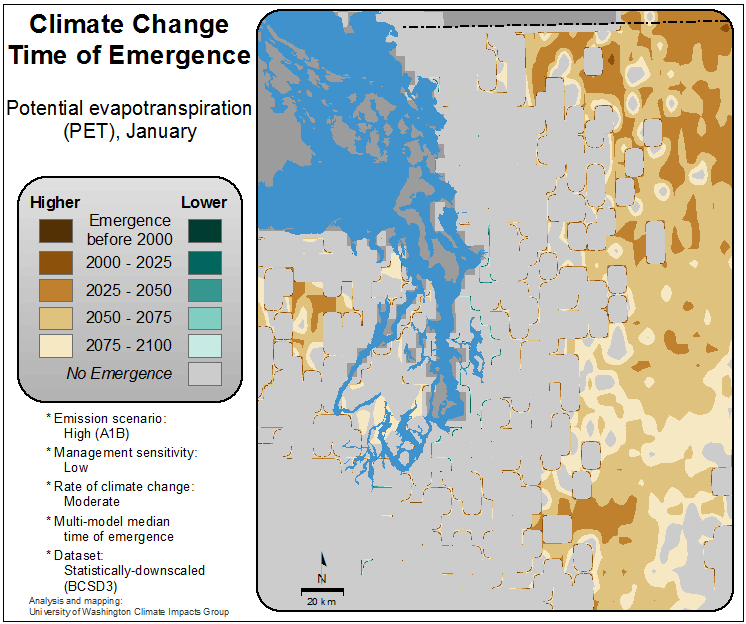 Climate Change
Time of Emergence
Potential evapotranspiration
(PET), January
Higher Lower
Emergence
before 2000
2000 - 2025
2025 - 2050
2050 - 2075
2075 - 2100
No Emergence
* Emission scenario:
High (A1B)
* Management sensitivity:
Low
* Rate of climate change:
Moderate
* Multi-model median
time of emergence
* Dataset:
Statistically-downscaled
(BCSD3)
Analysis and mapping:
University of Washington Climate Impacts Group
N
20 km